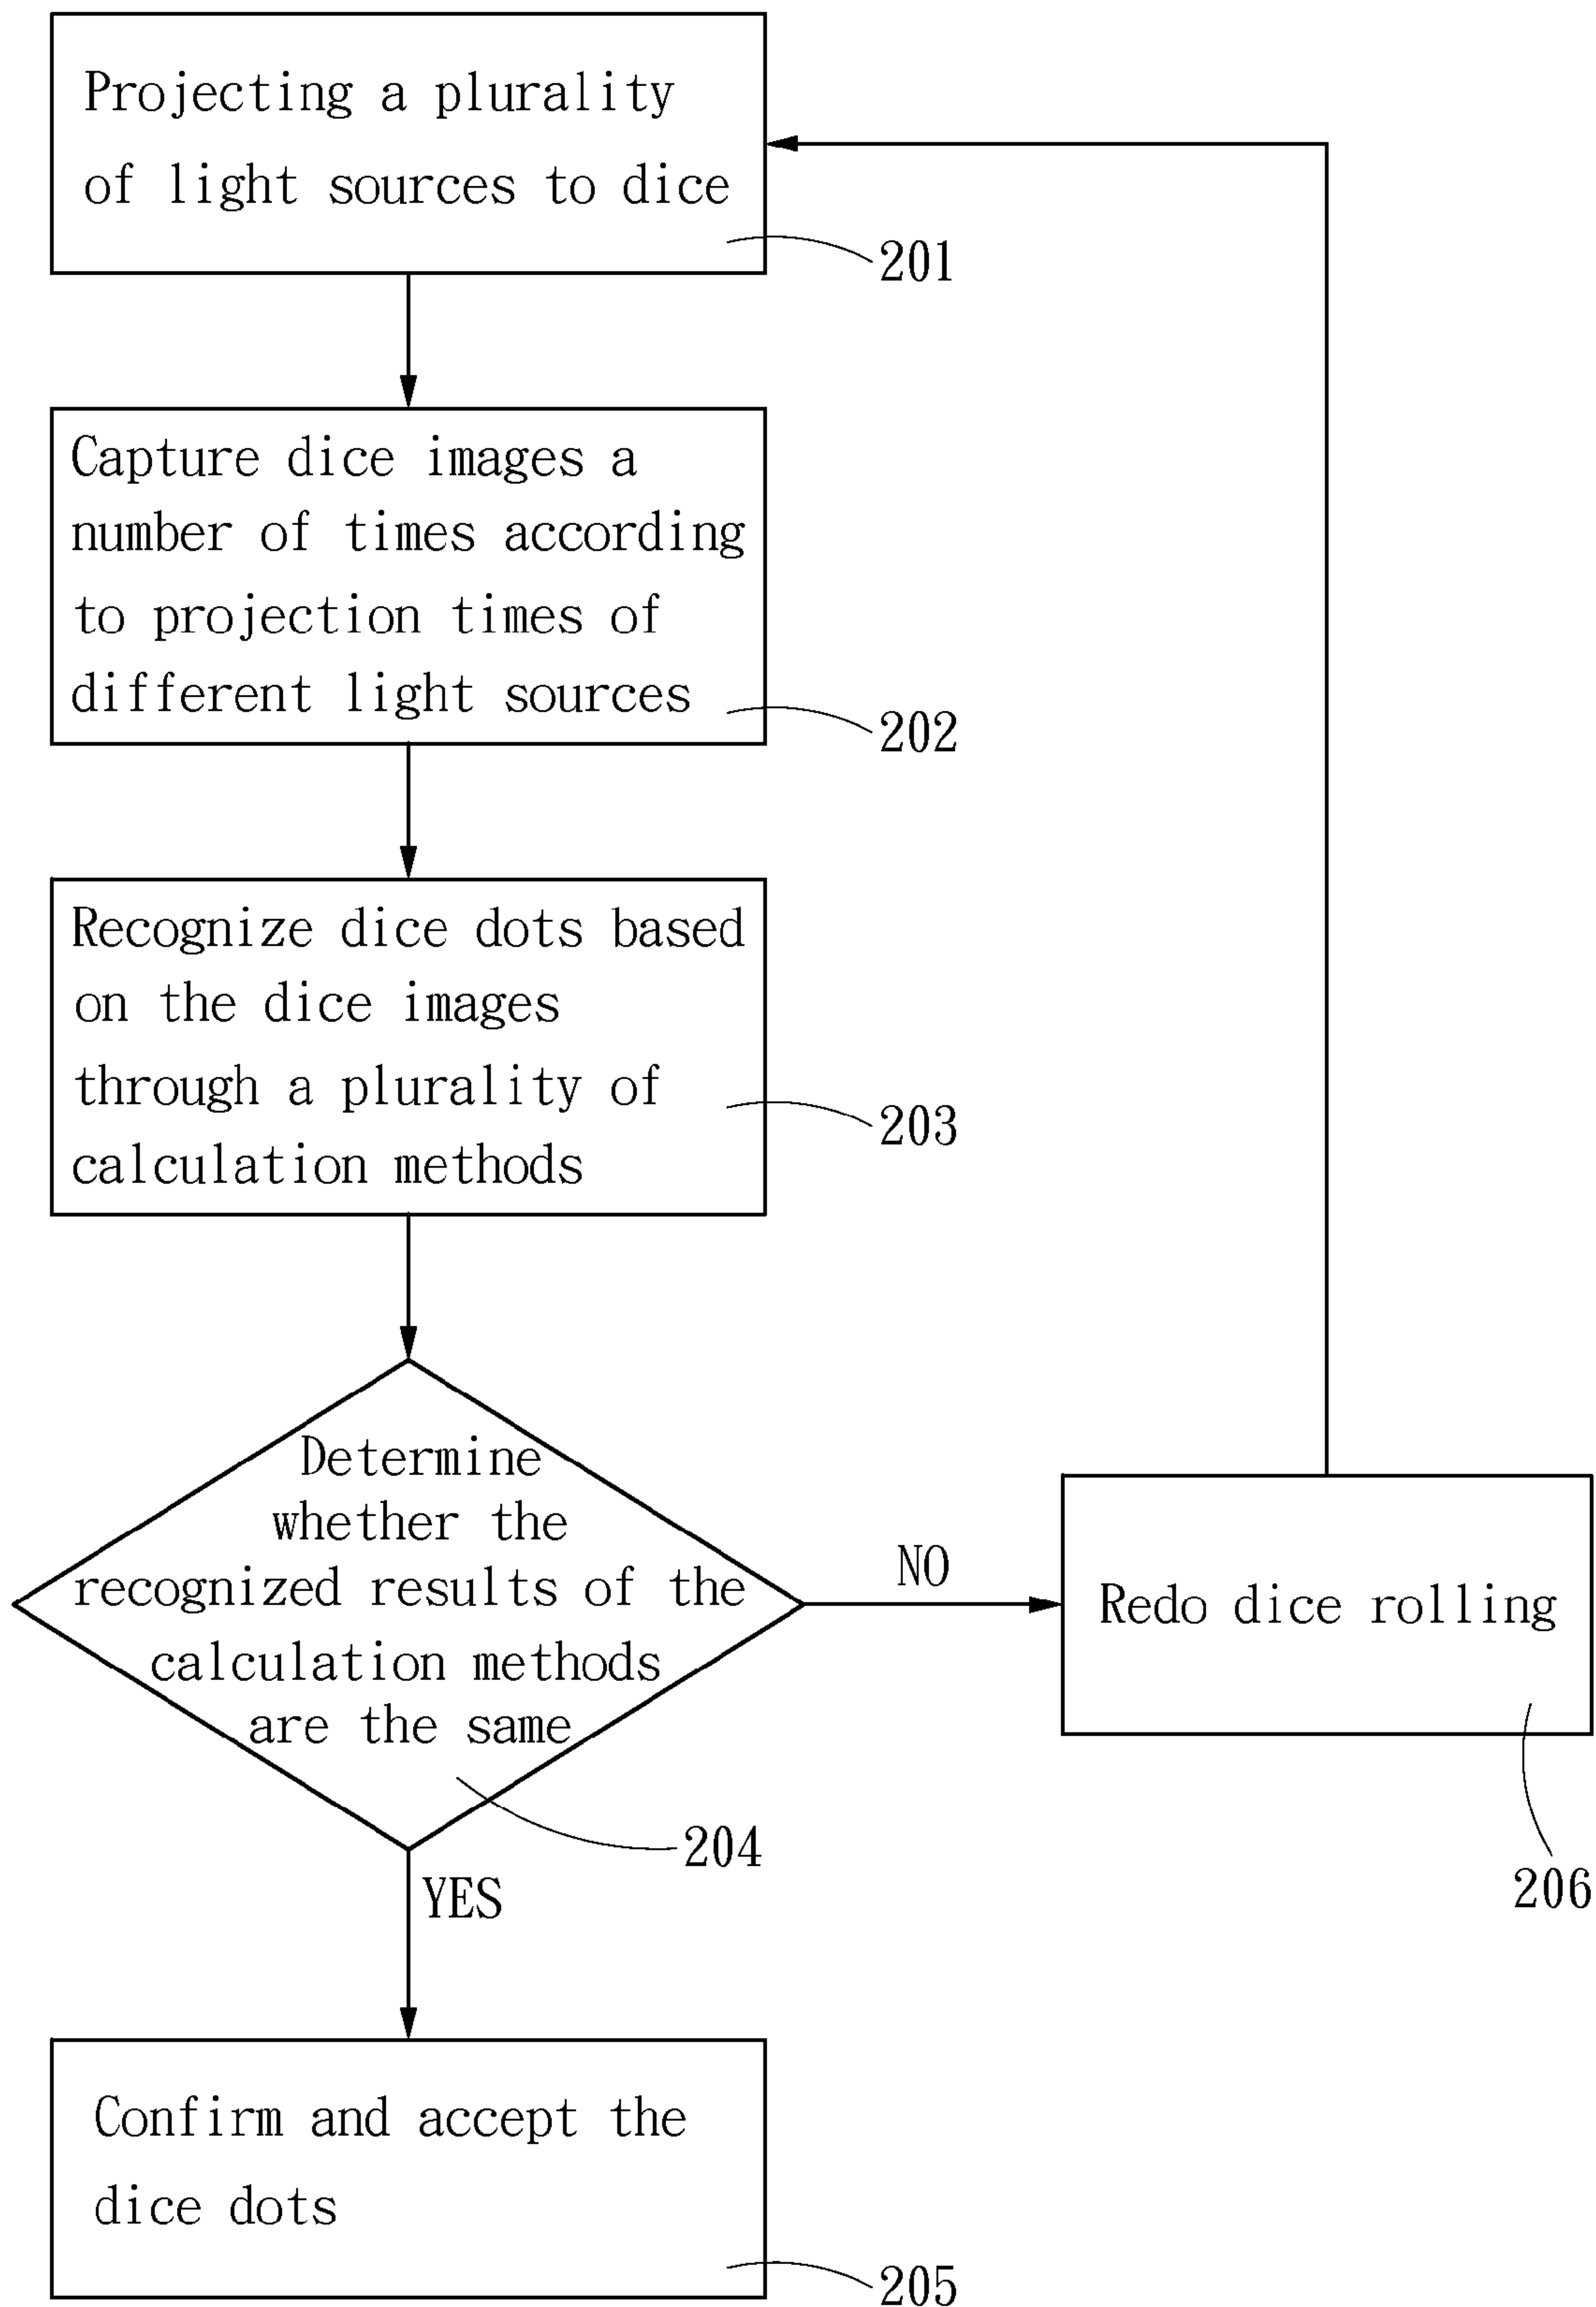 Projecting a plurality
of light sources to dice
201
Capture dice images a
number of times according
to projection times of
different light sources
202
Recognize dice dots based
on the dice images
through a plurality of
calculation methods
203
Determine
whether the
recognized results of the
calculation methods
are the same
204
NO
Redo dice rolling
206
YES
Confirm and accept the
dice dots
205